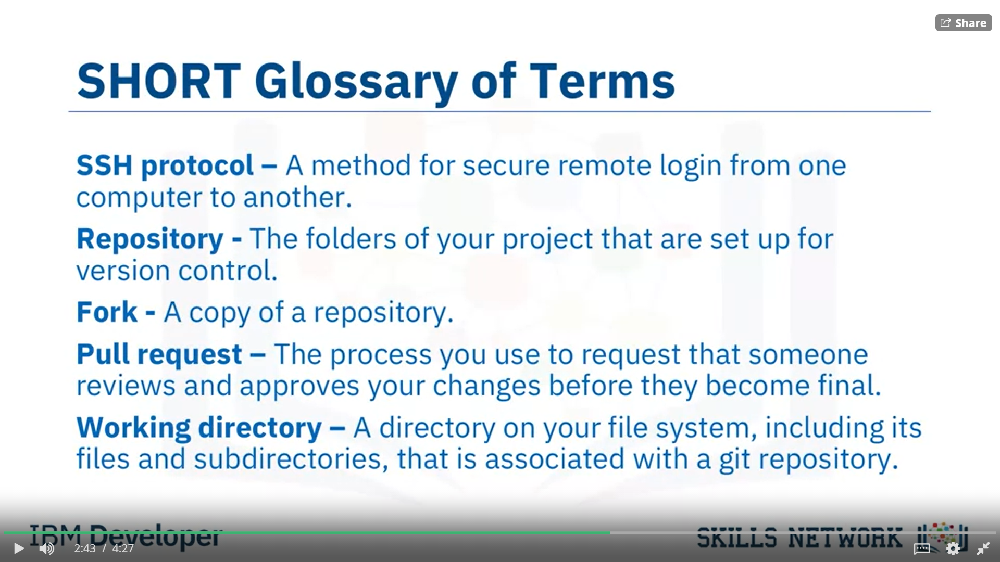 Share
SHORT Glossary of Terms
SSH protocol – A method for secure remote login from one
computer to another.
Repository - The folders of your project that are set up for
version control.
Fork - A copy of a repository.
Pull request – The process you use to request that someone
reviews and approves your changes before they become final.
Working directory – A directory on your file system, including its
files and subdirectories, that is associated with a git repository.
IBM Developer
SKILLS NETWORK
2:43 / 4:27